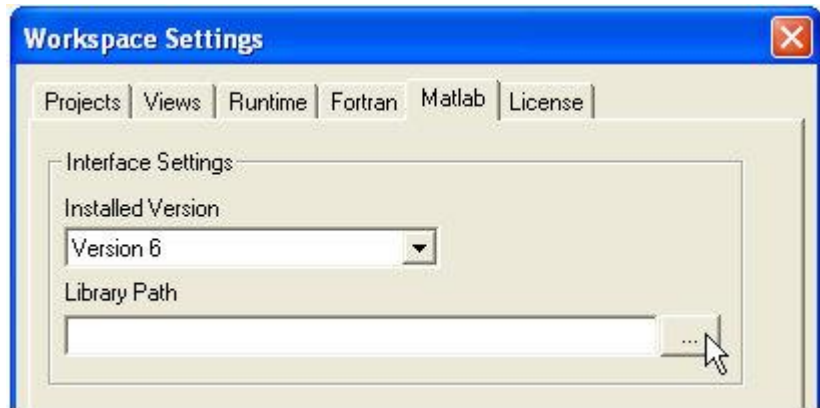 Workspace Settings
Projects Views Runtime Fortran Matlab License
Interface Settings
Installed Version
Version 6
Library Path
...